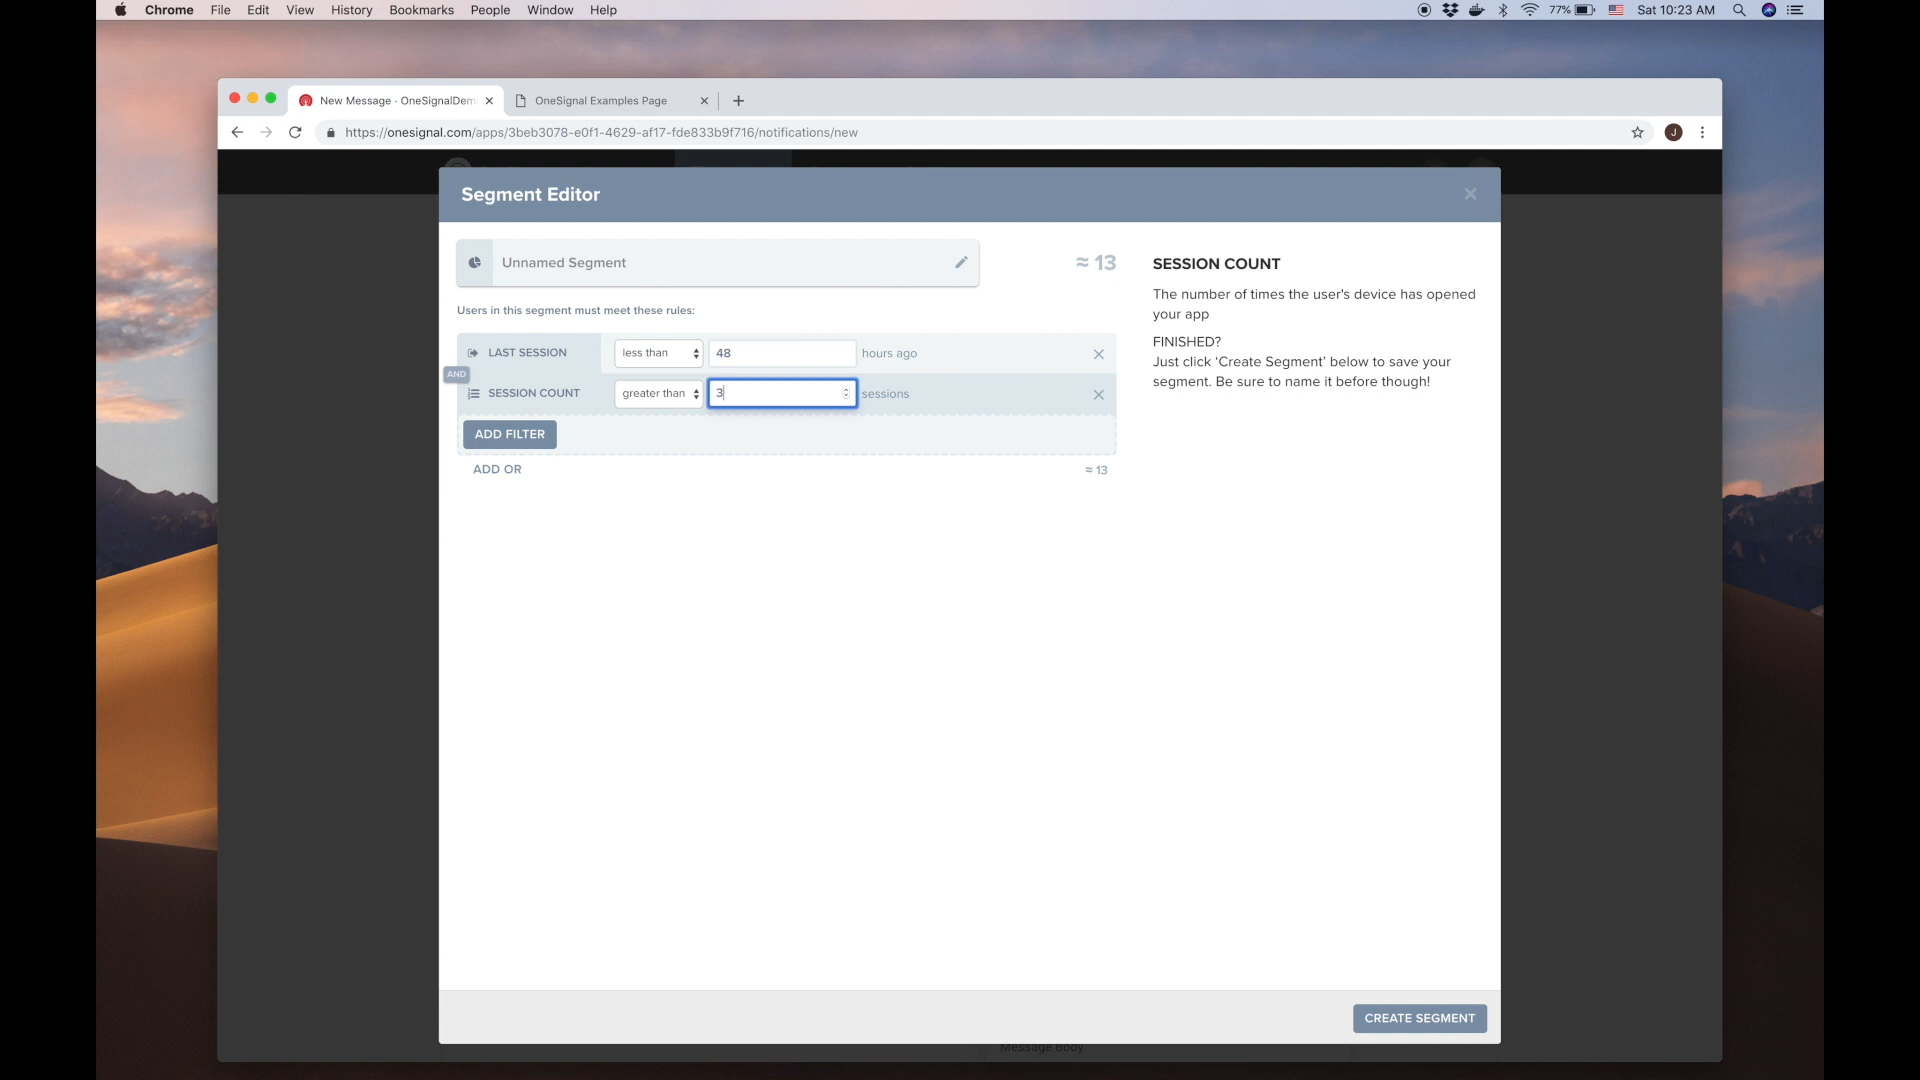 Chrome File Edit View History Bookmarks People Window Help
77% Sat 10:23 AM
New Message · OneSignalDem
OneSignal Examples Page
https://onesignal.com/apps/3beb3078-e0f1-4629-af17-fde833b9f716/notifications/new
J
Segment Editor
Unnamed Segment
≈ 13
Users in this segment must meet these rules:
LAST SESSION less than 48 hours ago
AND
SESSION COUNT greater than 3 sessions
ADD FILTER
ADD OR
≈ 13
SESSION COUNT
The number of times the user's device has opened
your app
FINISHED?
Just click ‘Create Segment’ below to save your
segment. Be sure to name it before though!
CREATE SEGMENT
Message Body